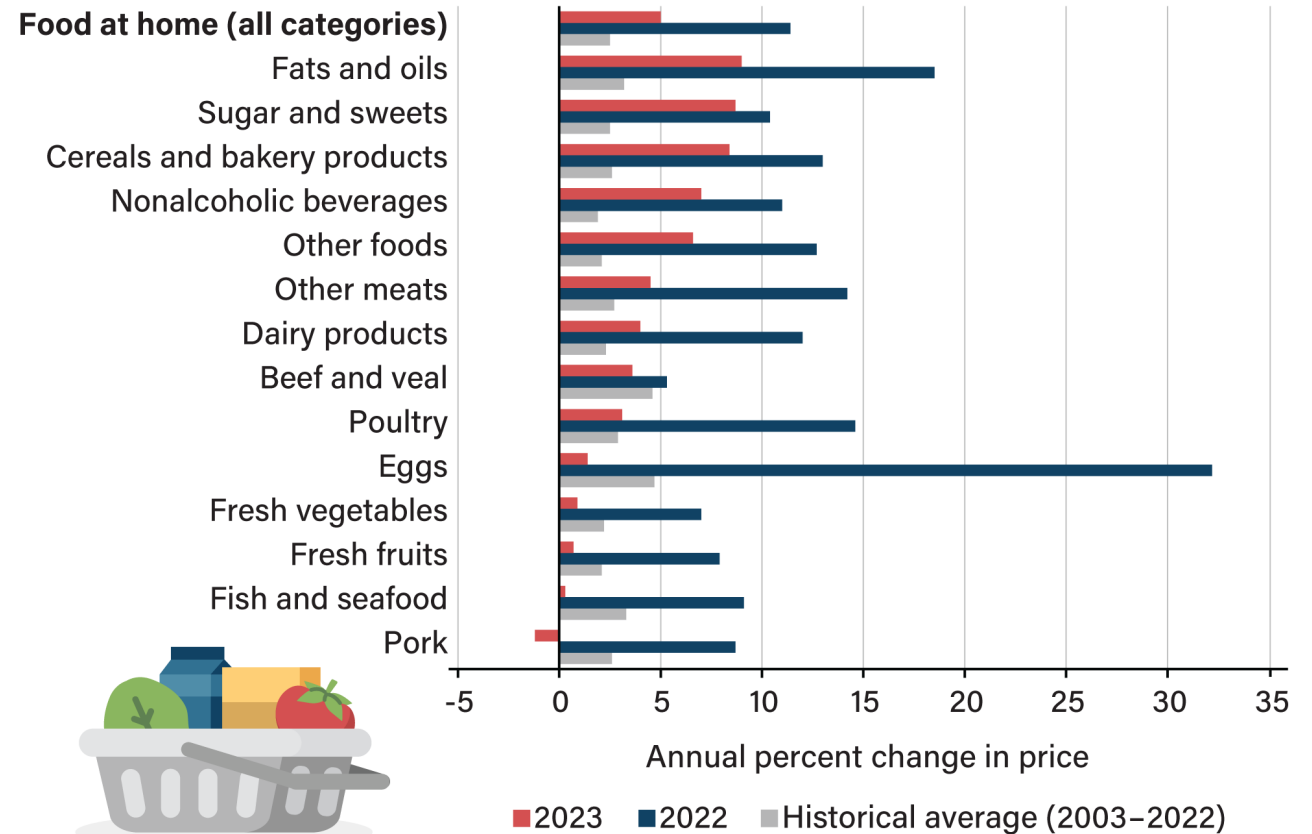 Food at home (all categories)
Fats and oils
Sugar and sweets
Cereals and bakery products
Nonalcoholic beverages
Other foods
Other meats
Dairy products
Beef and veal
Poultry
Eggs
Fresh vegetables
Fresh fruits
Fish and seafood
Pork
-5 0 5 10 15 20 25 30 35
Annual percent change in price
2023 2022 Historical average (2003–2022)